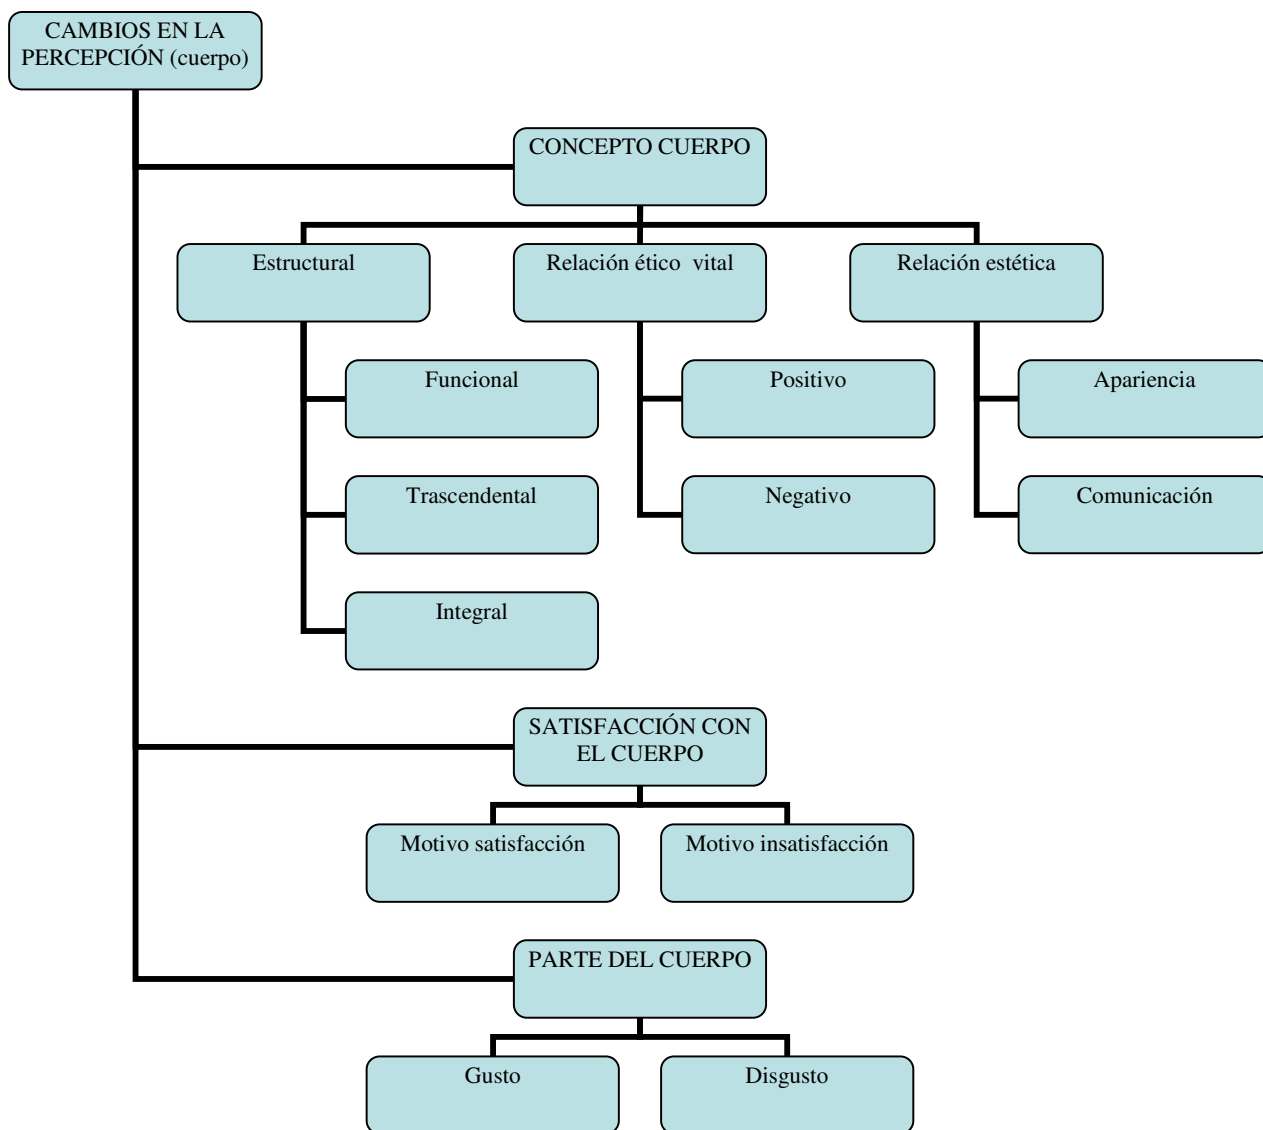 CAMBIOS EN LA
PERCEPCIÓN (cuerpo)
CONCEPTO CUERPO
Estructural
Relación ético  vital
Relación estética
Funcional
Positivo
Apariencia
Trascendental
Negativo
Comunicación
Integral
SATISFACCIÓN CON
EL CUERPO
Motivo satisfacción
Motivo insatisfacción
PARTE DEL CUERPO
Gusto
Disgusto